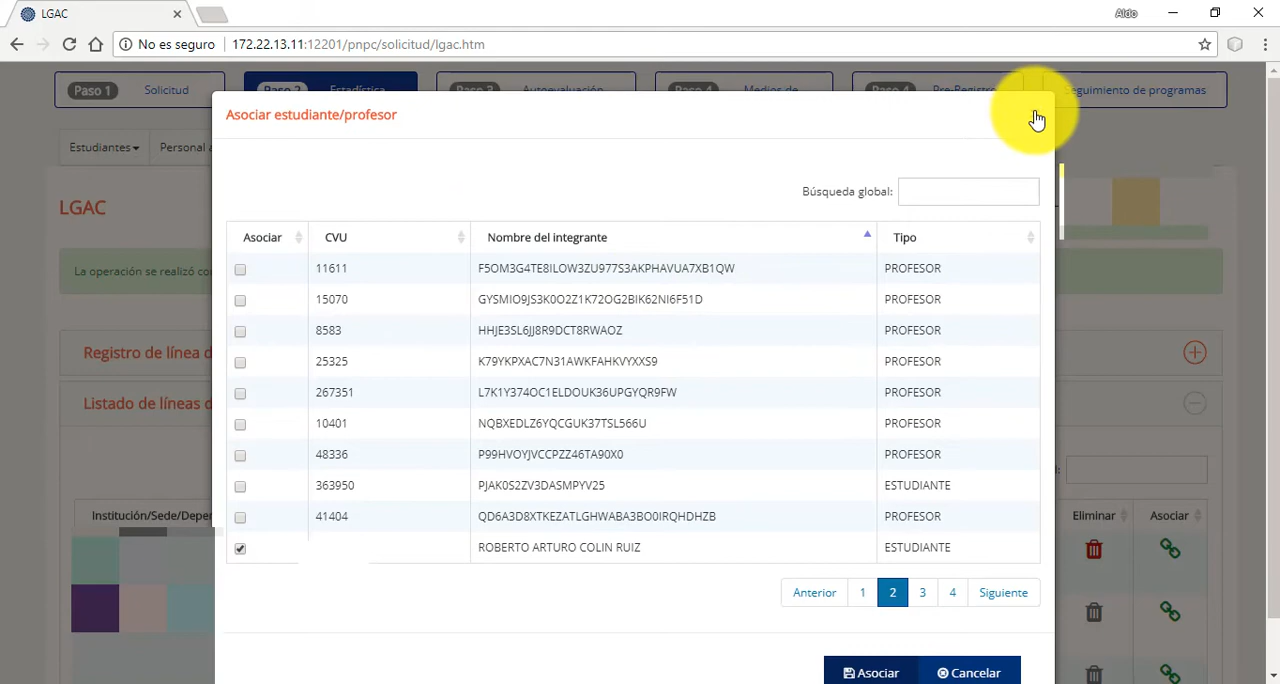 LGAC
Aldo
No es seguro 172.22.13.11:12201/pnpc/solicitud/lgac.htm
Paso 1 Solicitud Paso 2 Estadística Paso 3 Autoevaluación Paso 4 Medios de Paso 4 Pre-Registro Seguimiento de programas
Asociar estudiante/profesor
Estudiantes Personal a
Búsqueda global:
LGAC
Asociar CVU Nombre del integrante Tipo
La operación se realizó co
11611 F5OM3G4TE8ILOW3ZU977S3AKPHAVUA7XB1QW PROFESOR
15070 GYSMIO9JS3K0O2Z1K72OG2BIK62NI6F51D PROFESOR
8583 HHJE3SL6JJ8R9DCT8RWAOZ PROFESOR
Registro de línea d
25325 K79YKPXAC7N31AWKFAHKVYXXS9 PROFESOR
267351 L7K1Y374OC1ELDOUK36UPGYQR9FW PROFESOR
Listado de líneas d
10401 NQBXEDLZ6YQCGUK37TSL566U PROFESOR
48336 P99HVOYJVCCPZZ46TA90X0 PROFESOR
363950 PJAK0S2ZV3DASMPYV25 ESTUDIANTE
Institución/Sede/Depen Eliminar Asociar
41404 QD6A3D8XTKEZATLGHWABA3BO0IRQHDHZB PROFESOR
ROBERTO ARTURO COLIN RUIZ ESTUDIANTE
Anterior 1 2 3 4 Siguiente
Asociar Cancelar